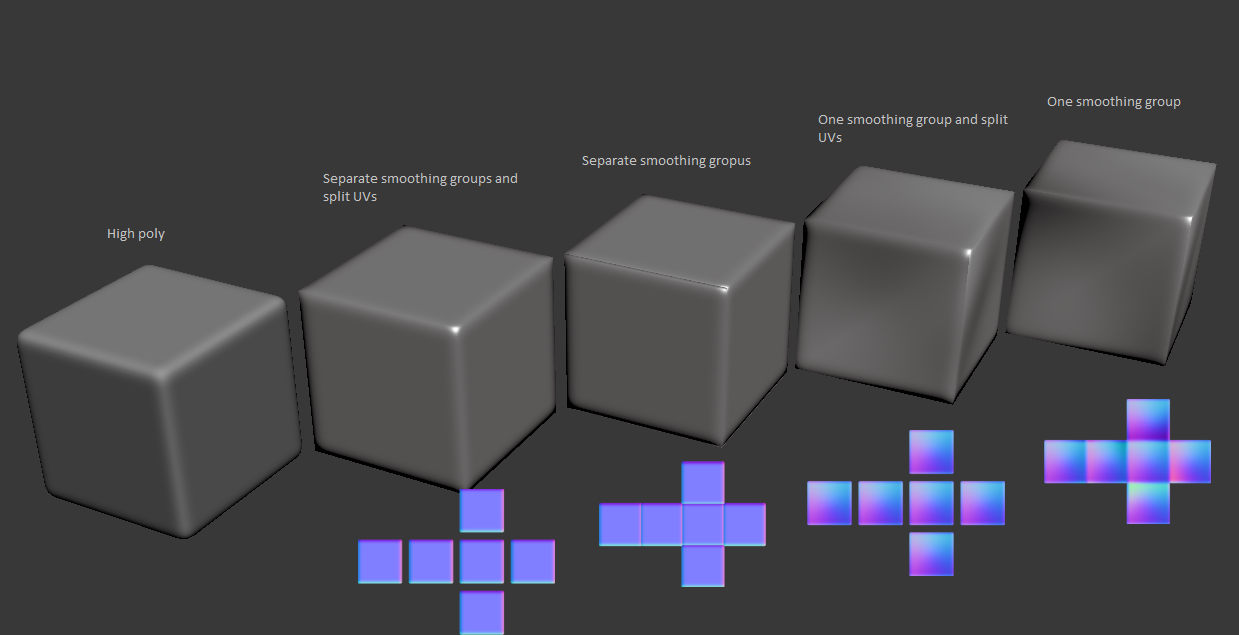 High poly
Separate smoothing groups and
split UVs
Separate smoothing gropus
One smoothing group and split
UVs
One smoothing group